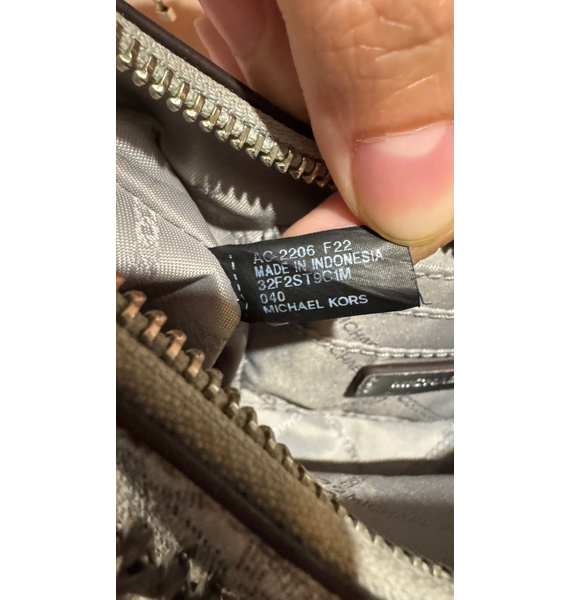 AC-2206 F22
MADE IN INDONESIA
32F2ST9C1M
040
MICHAEL KORS